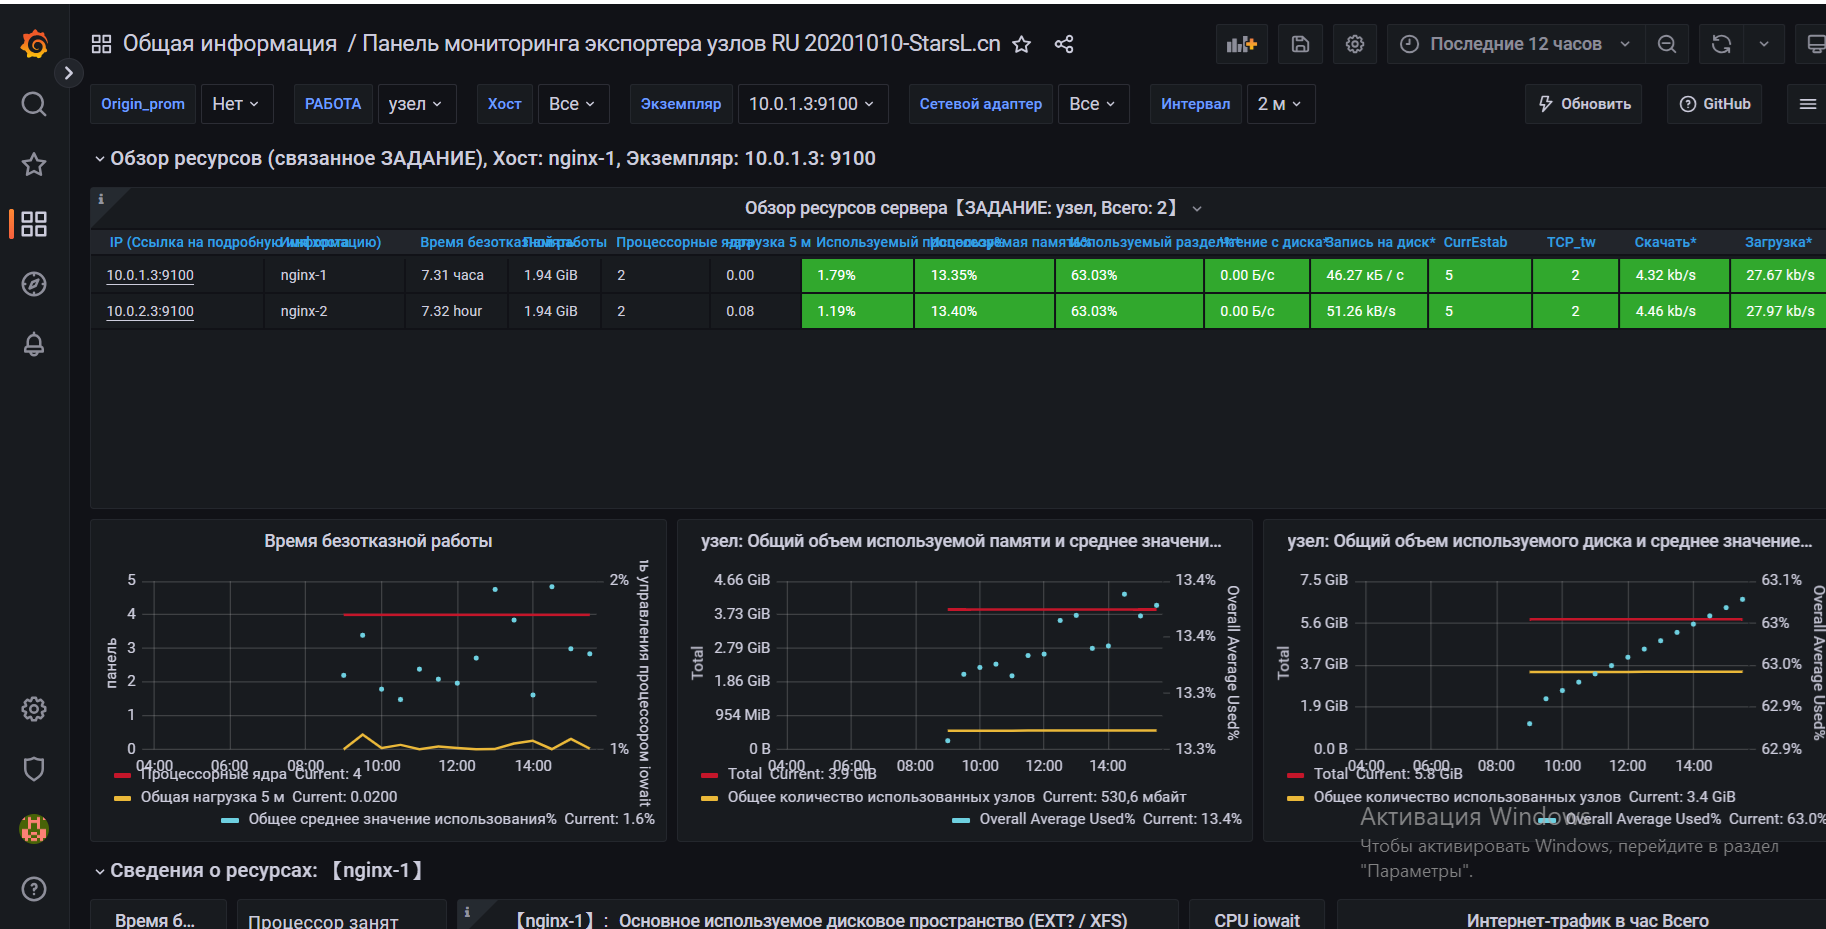 Общая информация / Панель мониторинга экспортера узлов RU 20201010-StarsL.cn
Последние 12 часов
Origin_prom Нет РАБОТА узел Хост Все Экземпляр 10.0.1.3:9100 Сетевой адаптер Все Интервал 2 м Обновить GitHub
Обзор ресурсов (связанное ЗАДАНИЕ), Хост: nginx-1, Экземпляр: 10.0.1.3: 9100
Обзор ресурсов сервера【ЗАДАНИЕ: узел, Всего: 2】
IP (Ссылка на подробную информацию) Имя хоста Время безотказной работы Память Процессорные ядра Загрузка 5 м Используемый процессор% Используемая память% Используемый раздел%* Чтение с диска* Запись на диск* CurrEstab TCP_tw Скачать* Загрузка*
10.0.1.3:9100 nginx-1 7.31 часа 1.94 GiB 2 0.00 1.79% 13.35% 63.03% 0.00 Б/с 46.27 кБ / с 5 2 4.32 kb/s 27.67 kb/s
10.0.2.3:9100 nginx-2 7.32 hour 1.94 GiB 2 0.08 1.19% 13.40% 63.03% 0.00 Б/с 51.26 kB/s 5 2 4.46 kb/s 27.97 kb/s
Время безотказной работы
5
4
3
2
1
0
панель
2%
1%
ть управления процессором iowait
04:00 06:00 08:00 10:00 12:00 14:00
Процессорные ядра Current: 4
Общая нагрузка 5 м Current: 0.0200
Общее среднее значение использования% Current: 1.6%
узел: Общий объем используемой памяти и среднее значени...
4.66 GiB
3.73 GiB
2.79 GiB
1.86 GiB
954 MiB
0 B
Total
13.4%
13.4%
13.3%
13.3%
Overall Average Used%
04:00 06:00 08:00 10:00 12:00 14:00
Total Current: 3.9 GiB
Общее количество использованных узлов Current: 530,6 мбайт
Overall Average Used% Current: 13.4%
узел: Общий объем используемого диска и среднее значение...
7.5 GiB
5.6 GiB
3.7 GiB
1.9 GiB
0.0 B
Total
63.1%
63%
63.0%
62.9%
62.9%
Overall Average Used%
04:00 06:00 08:00 10:00 12:00 14:00
Total Current: 5.8 GiB
Общее количество использованных узлов Current: 3.4 GiB
Overall Average Used% Current: 63.0%
Активация Windows
Чтобы активировать Windows, перейдите в раздел
"Параметры".
Сведения о ресурсах: 【nginx-1】
Время б...
Процессор занят
【nginx-1】: Основное используемое дисковое пространство (EXT? / XFS)
CPU iowait
Интернет-трафик в час Всего